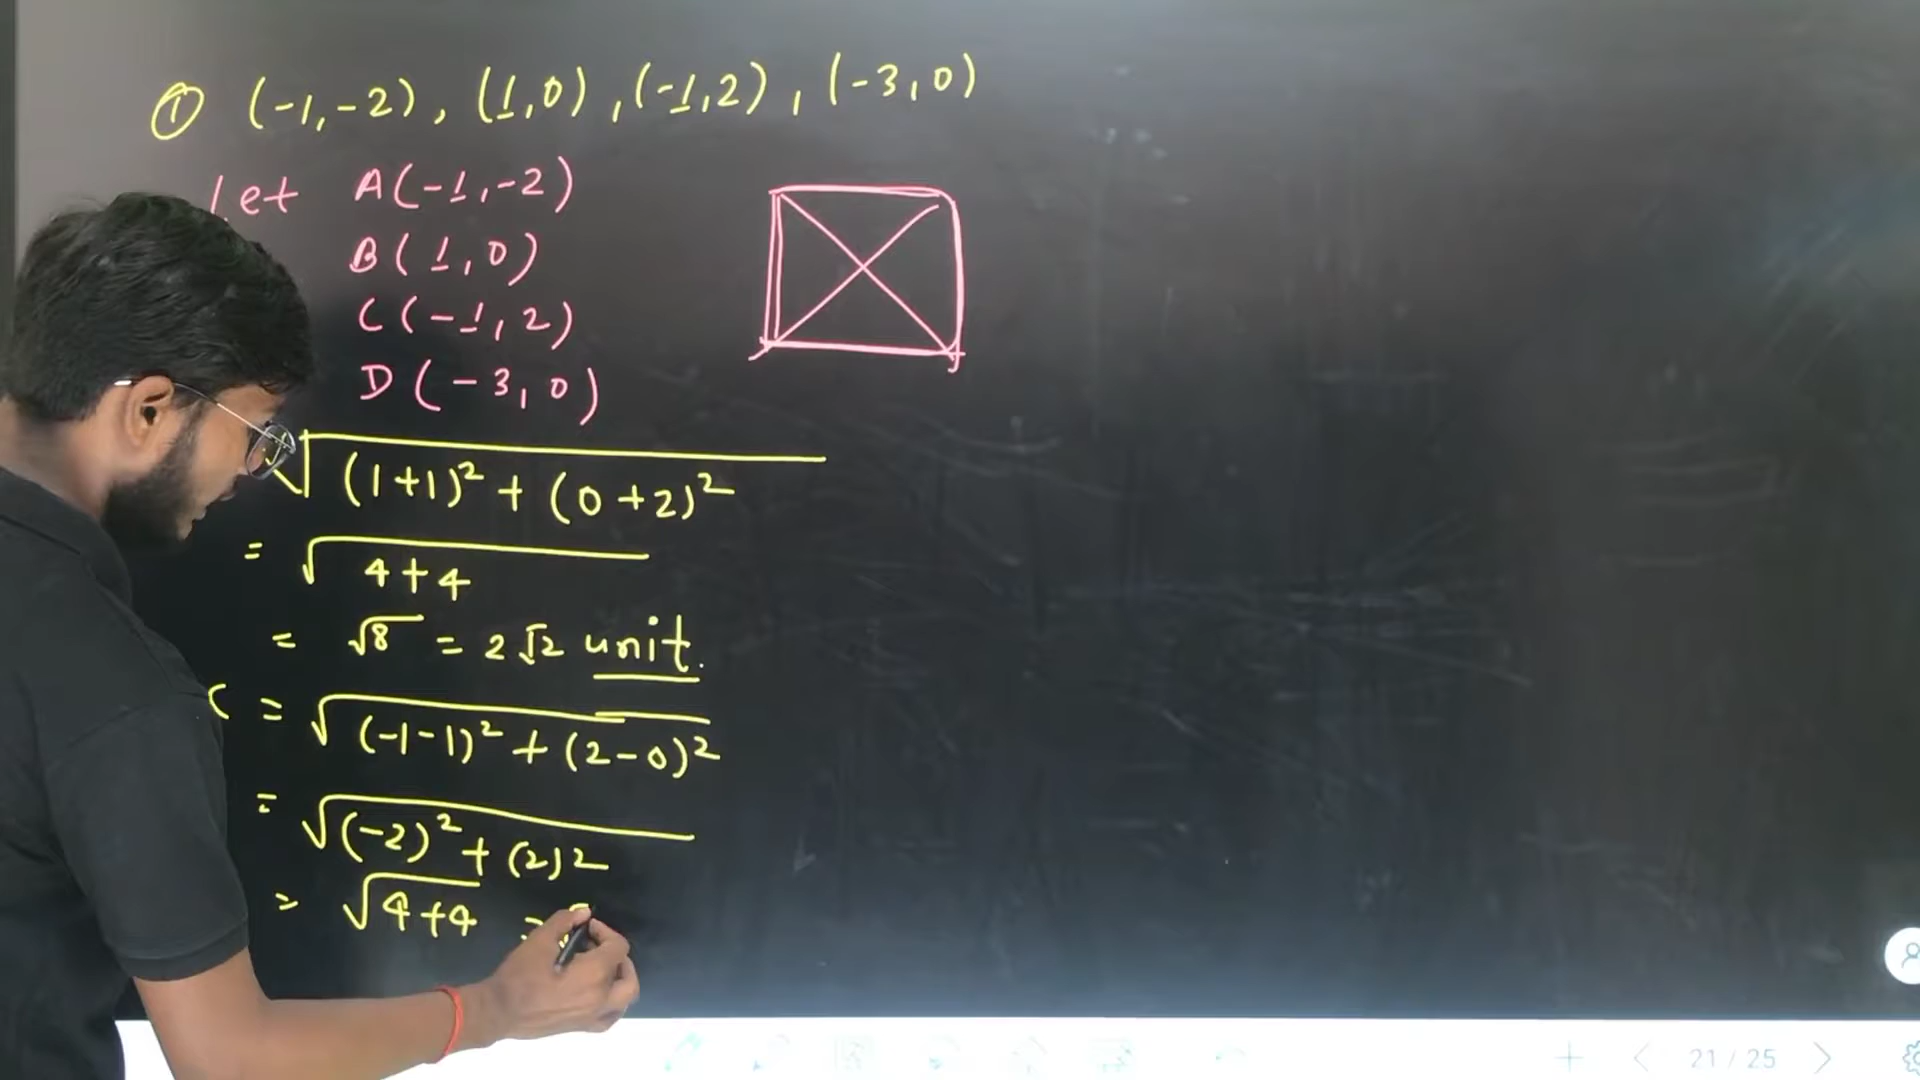 ① (-1,-2), (1,0), (-1,2), (-3,0)
Let A(-1,-2)
B(1,0)
C(-1,2)
D(-3,0)
√((1+1)² + (0+2)²)
= √(4+4)
= √8 = 2√2 unit.
C = √((-1-1)² + (2-0)²)
= √((-2)² + (2)²)
= √(4+4) =
21 / 25